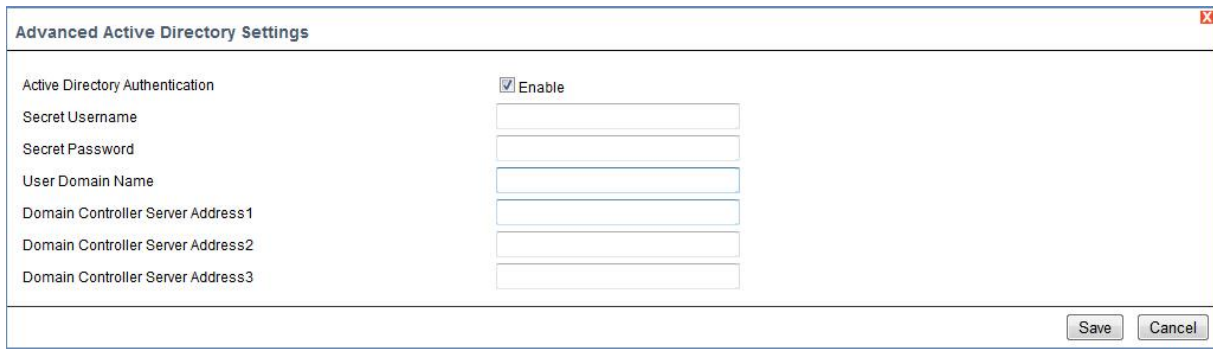 Advanced Active Directory Settings
X
Active Directory Authentication
Enable
Secret Username
Secret Password
User Domain Name
Domain Controller Server Address1
Domain Controller Server Address2
Domain Controller Server Address3
Save
Cancel